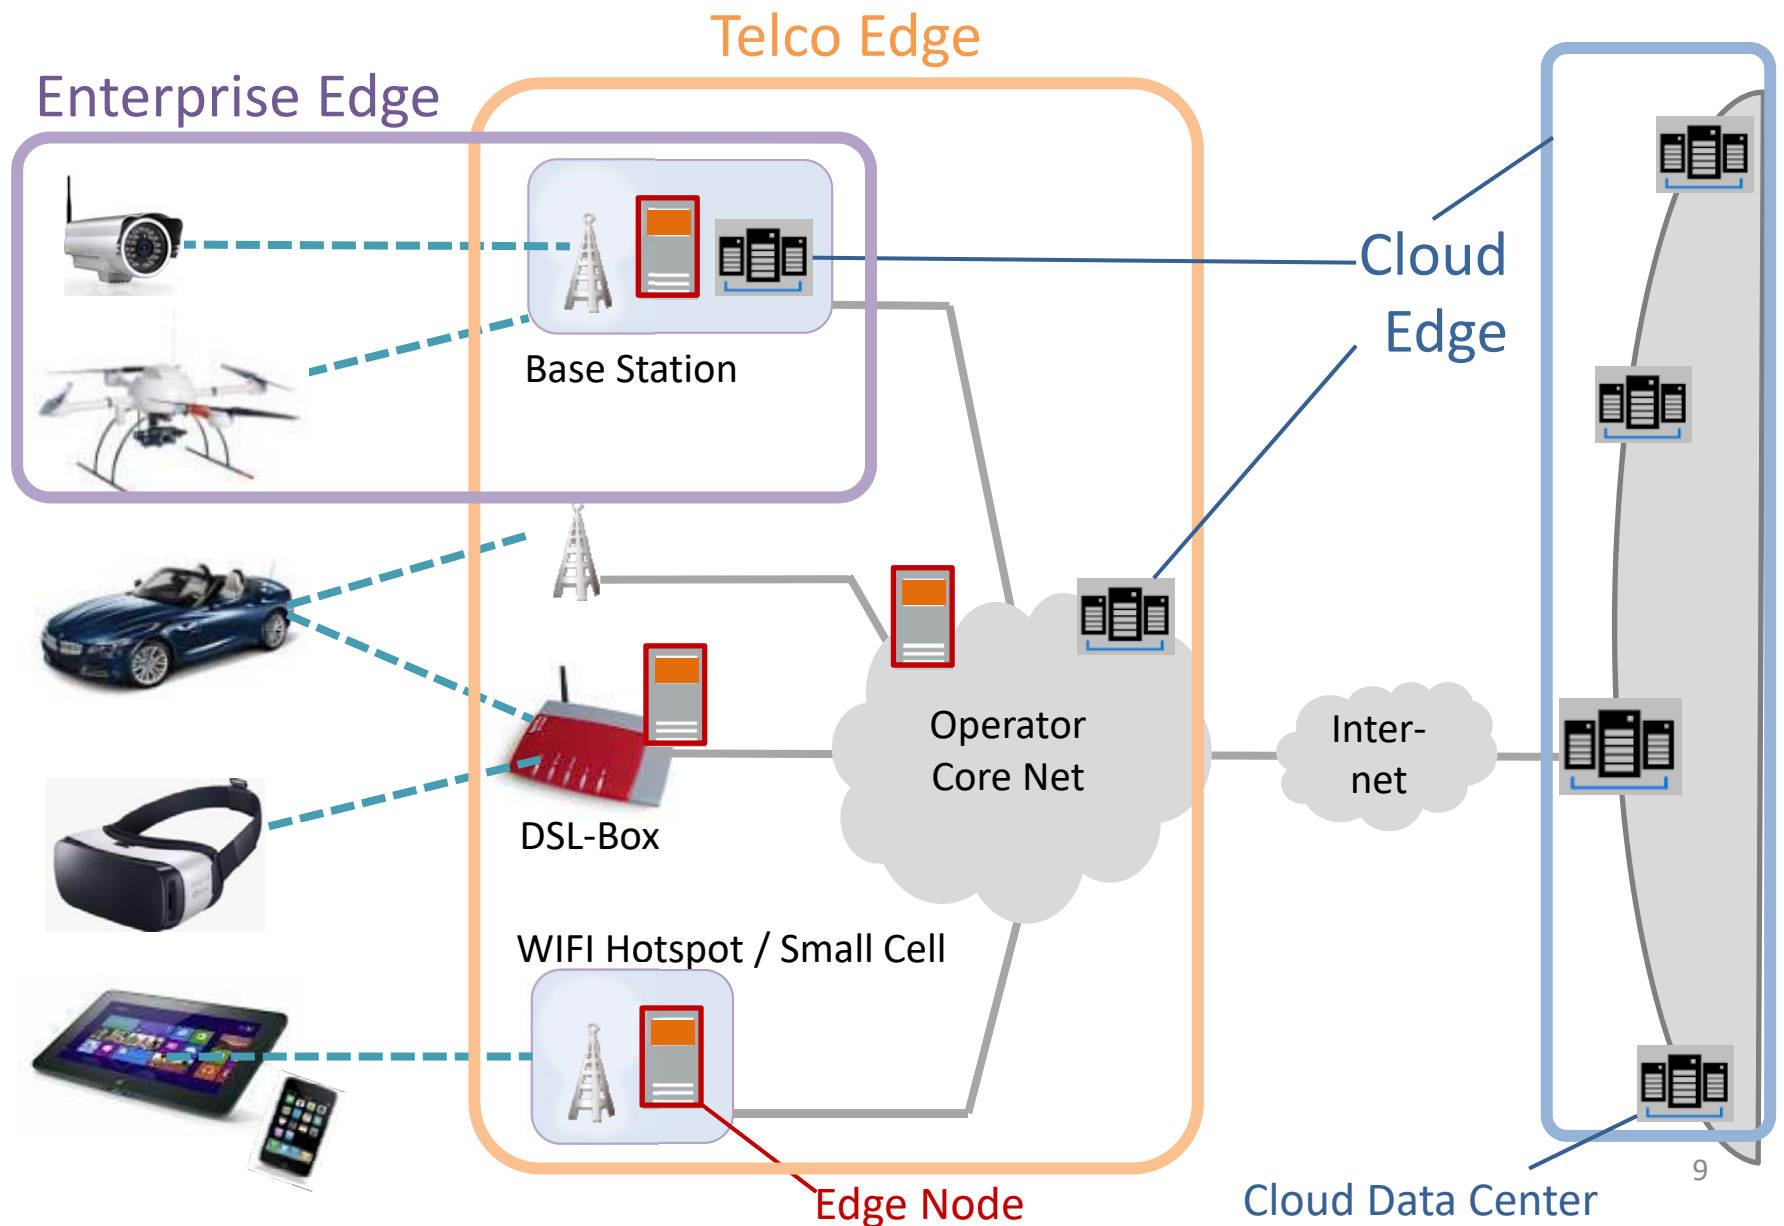 Telco Edge
Enterprise Edge
Cloud
Edge
Base Station
Operator
Core Net
Inter-
net
DSL-Box
WIFI Hotspot / Small Cell
Edge Node
Cloud Data Center
9